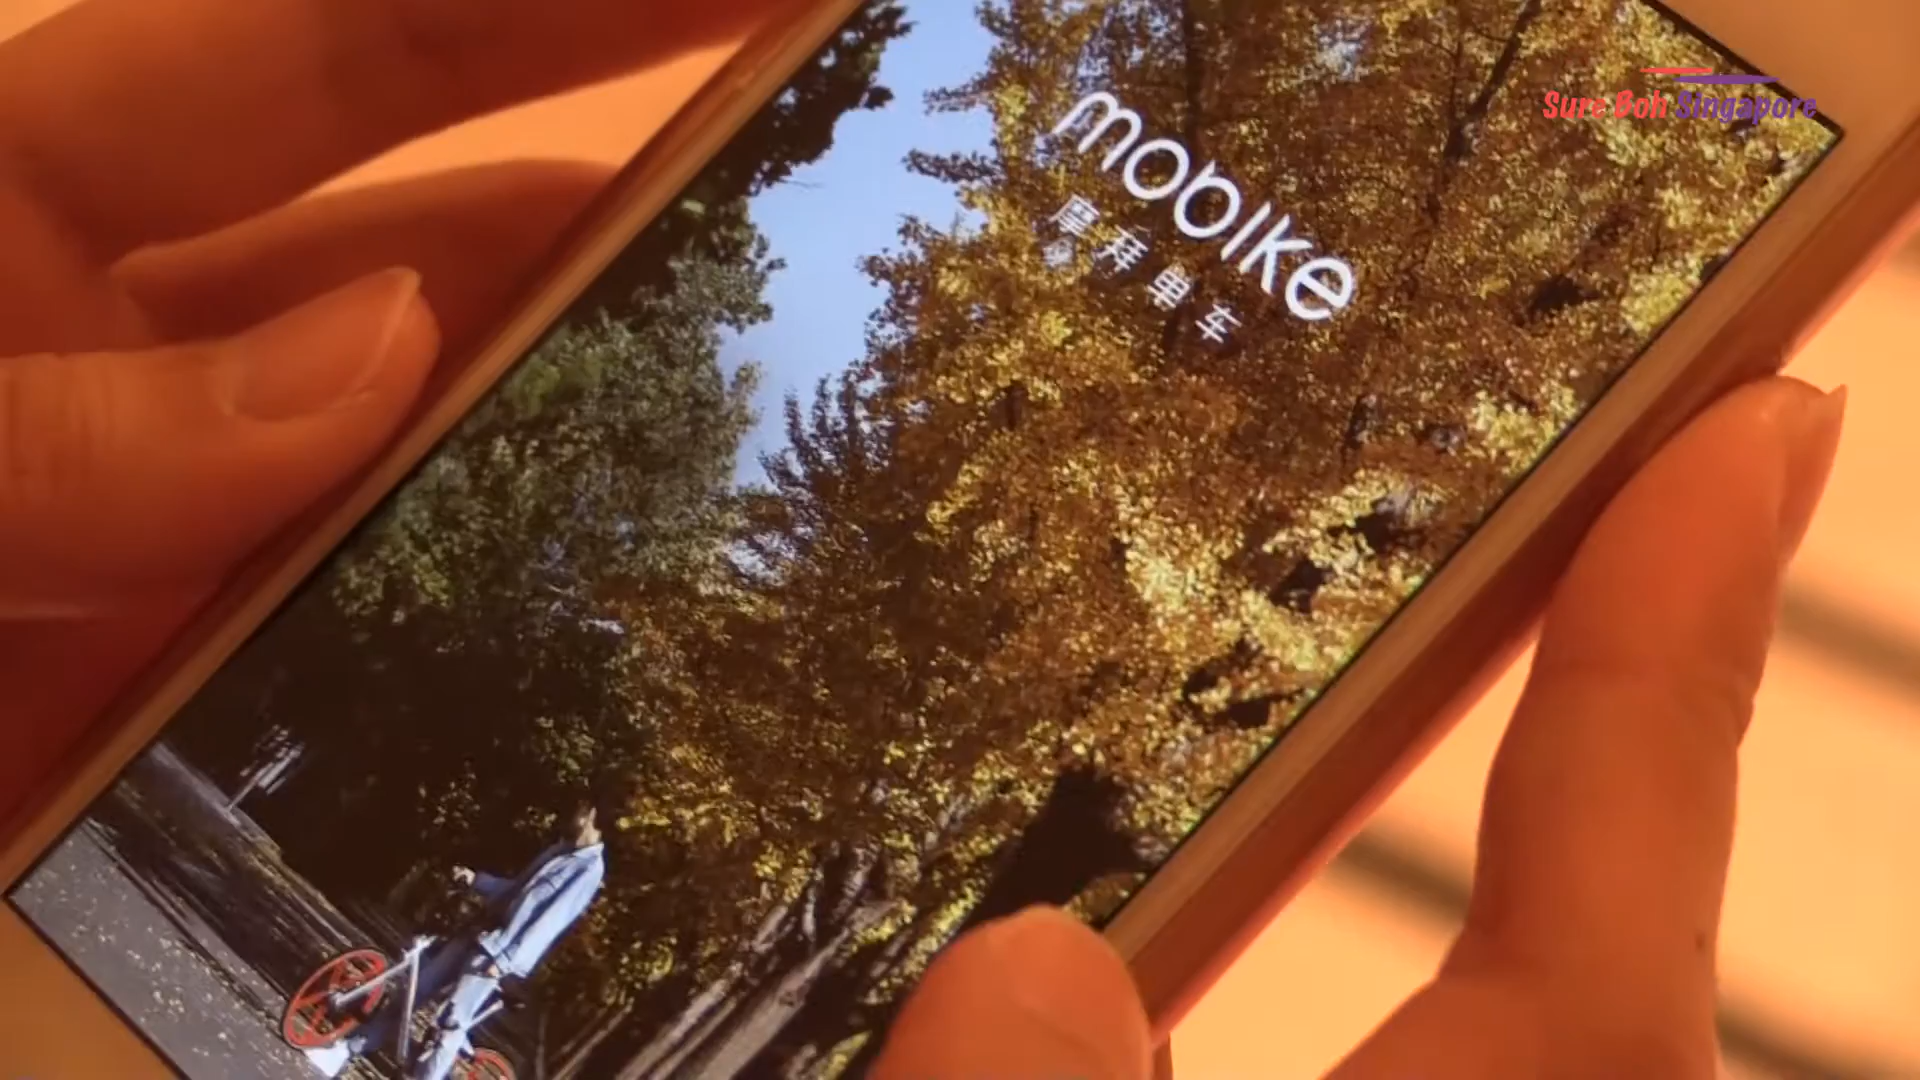 Sure Boh Singapore
mobike
摩拜单车